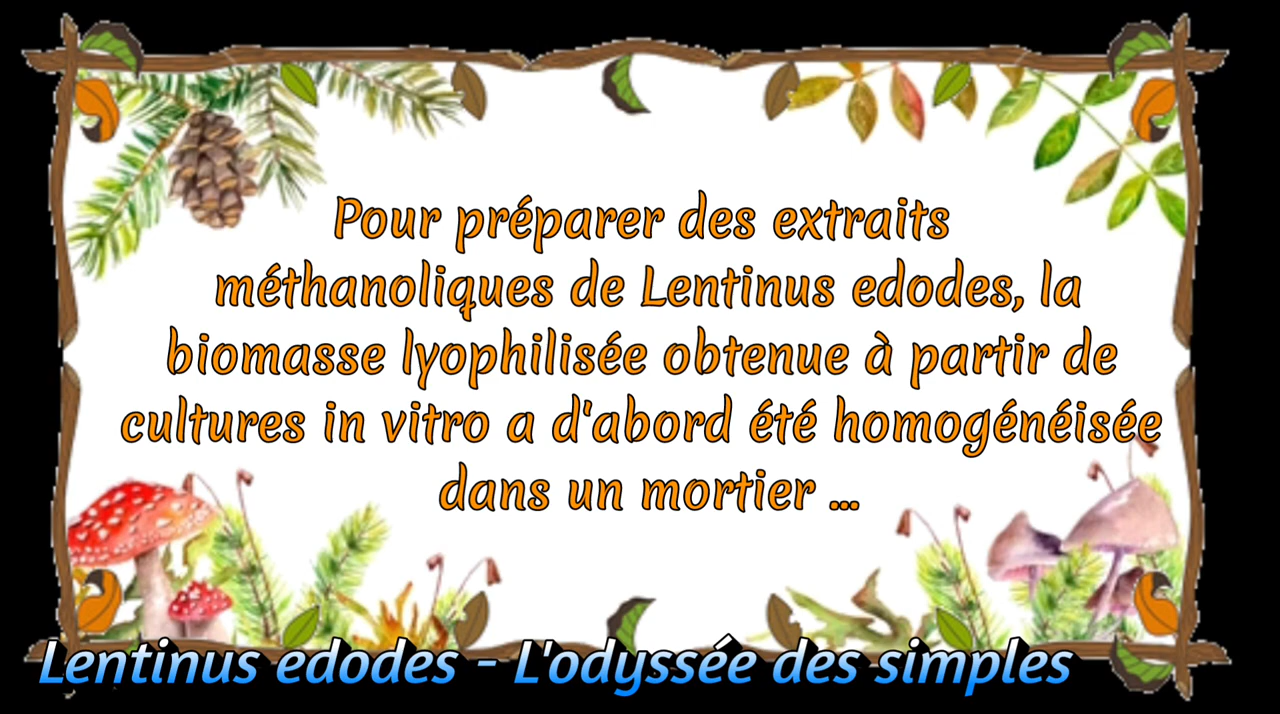 Pour préparer des extraits
méthanoliques de Lentinus edodes, la
biomasse lyophilisée obtenue à partir de
cultures in vitro a d'abord été homogénéisée
dans un mortier ...
Lentinus edodes - L'odyssée des simples